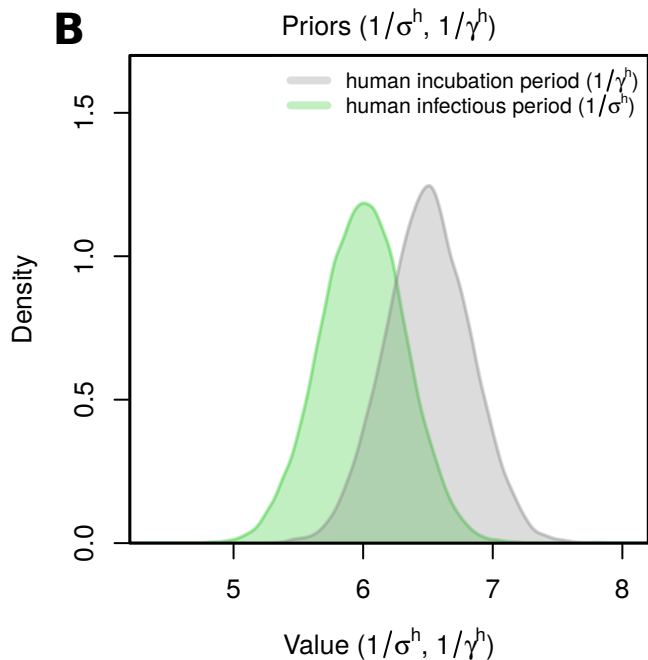 B
Priors (1/σʰ, 1/γʰ)
human incubation period (1/γʰ)
human infectious period (1/σʰ)
Density
1.5
1.0
0.5
0.0
5 6 7 8
Value (1/σʰ, 1/γʰ)